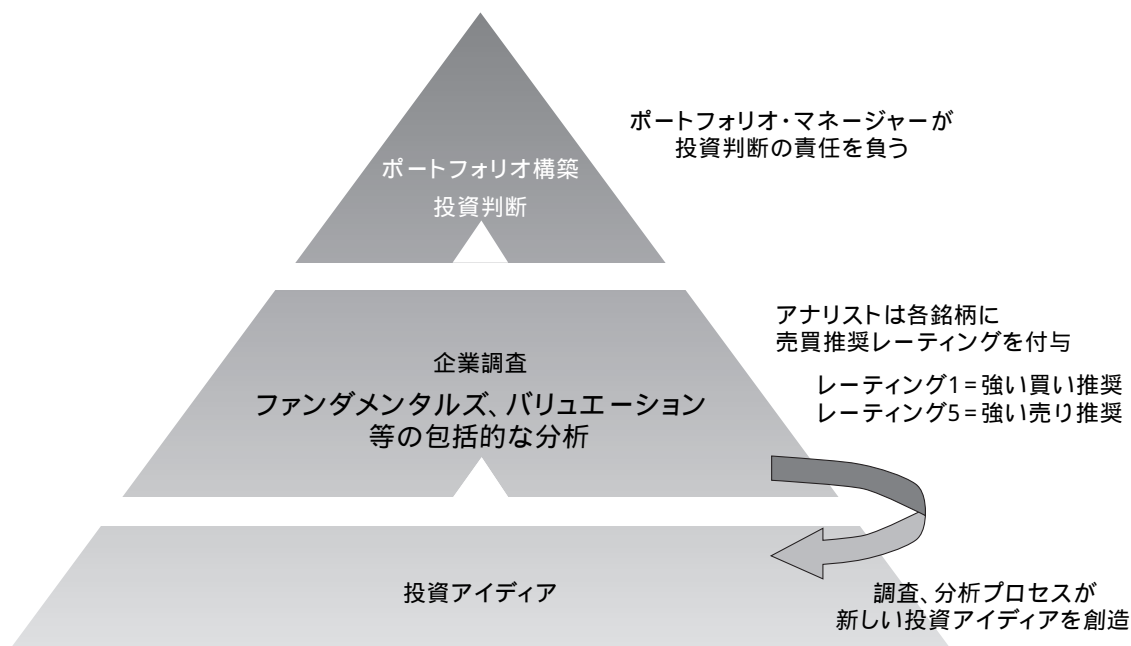 ポートフォリオ・マネージャーが
投資判断の責任を負う
ポートフォリオ構築
投資判断
アナリストは各銘柄に
売買推奨レーティングを付与
レーティング1=強い買い推奨
レーティング5=強い売り推奨
企業調査
ファンダメンタルズ、バリュエーション
等の包括的な分析
投資アイディア
調査、分析プロセスが
新しい投資アイディアを創造